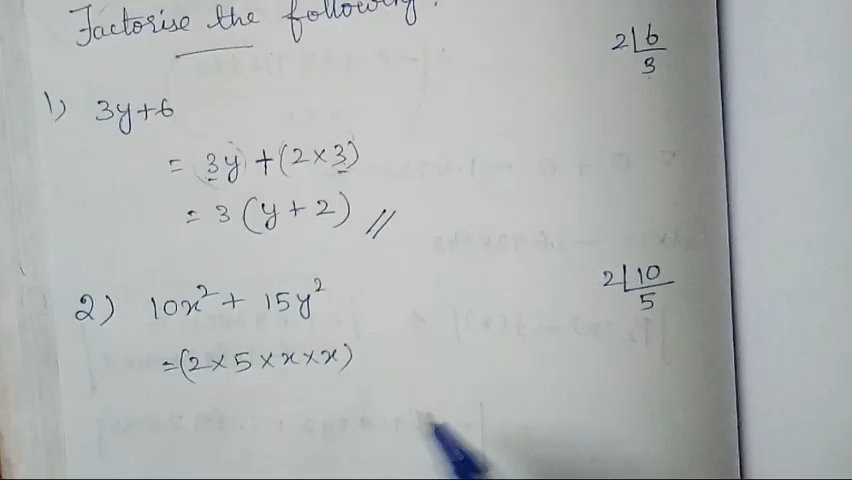 Factorise the following.
2 | 6
3
1) 3y+6
= 3y + (2×3)
= 3 (y + 2) //
2) 10x² + 15y²
2 | 10
5
=(2×5×x×x)